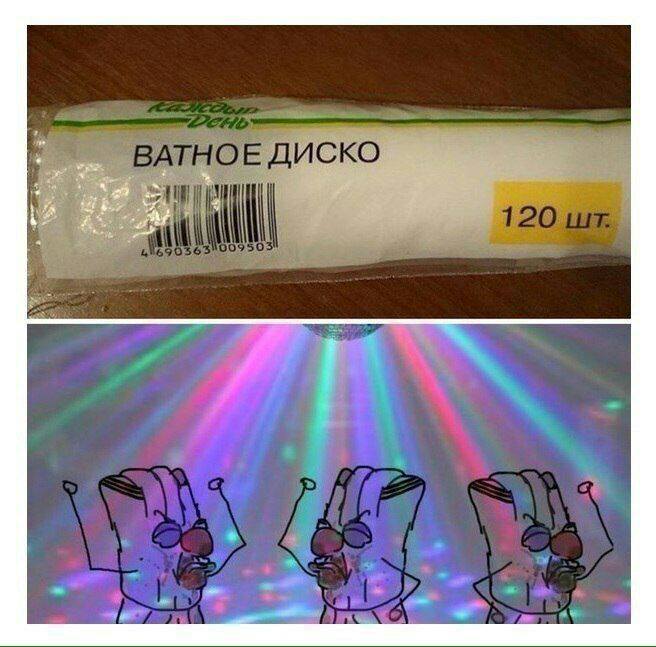 Каждый
День
ВАТНОЕ ДИСКО
120 шт.
4 690363 009503